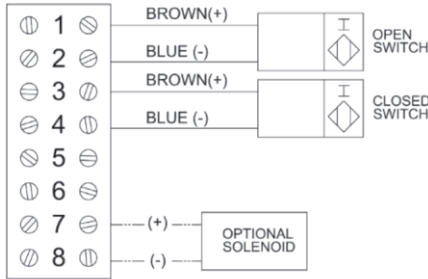 1 BROWN(+)
2 BLUE (-)
OPEN
SWITCH
3 BROWN(+)
4 BLUE (-)
CLOSED
SWITCH
5
6
7 (+)
8 (-)
OPTIONAL
SOLENOID